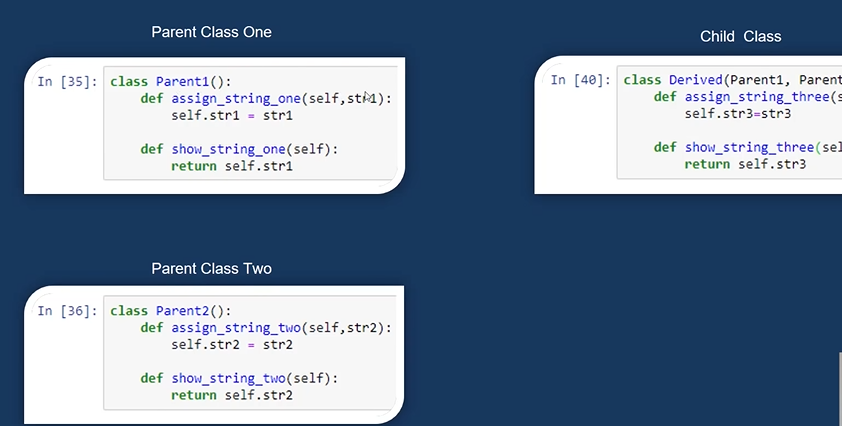 Parent Class One
In [35]: class Parent1():
def assign_string_one(self,str1):
self.str1 = str1
def show_string_one(self):
return self.str1
Child Class
In [40]: class Derived(Parent1, Parent
def assign_string_three(s
self.str3=str3
def show_string_three(sel
return self.str3
Parent Class Two
In [36]: class Parent2():
def assign_string_two(self,str2):
self.str2 = str2
def show_string_two(self):
return self.str2